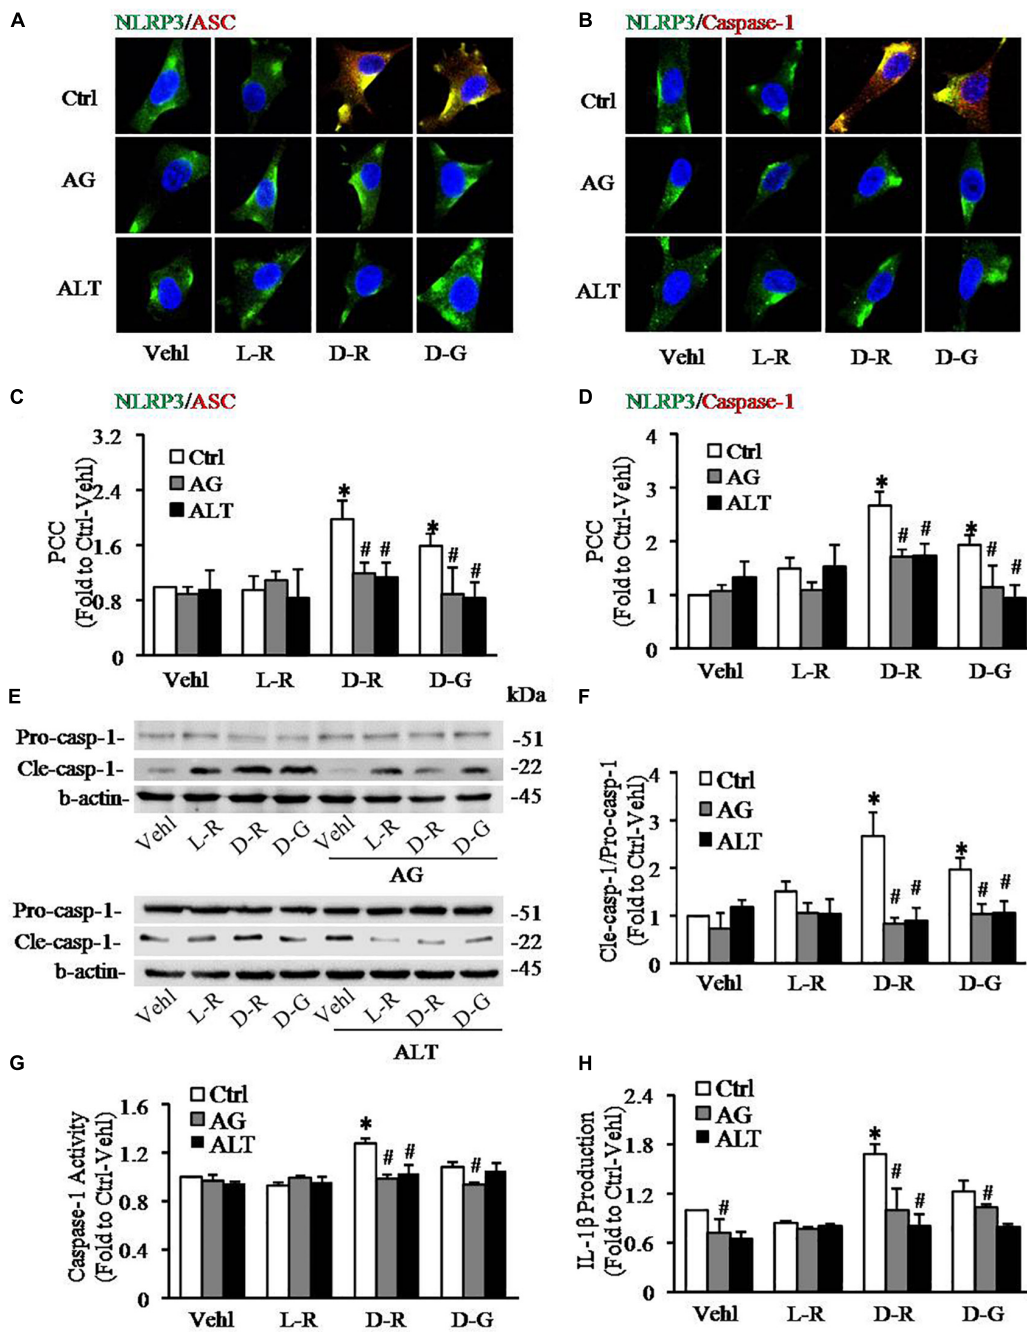 A
NLRP3/ASC
Ctrl
AG
ALT
Vehl L-R D-R D-G
B
NLRP3/Caspase-1
Ctrl
AG
ALT
Vehl L-R D-R D-G
C
NLRP3/ASC
PCC
(Fold to Ctrl-Vehl)
3.2
2.4
1.6
0.8
0
Ctrl
AG
ALT
*
# #
*
#
#
Vehl L-R D-R D-G
D
NLRP3/Caspase-1
PCC
(Fold to Ctrl-Vehl)
4
3
2
1
0
Ctrl
AG
ALT
*
# #
*
#
#
Vehl L-R D-R D-G
E
kDa
Pro-casp-1- -51
Cle-casp-1- -22
b-actin- -45
Vehl L-R D-R D-G Vehl L-R D-R D-G
AG
Pro-casp-1- -51
Cle-casp-1- -22
b-actin- -45
Vehl L-R D-R D-G Vehl L-R D-R D-G
ALT
F
Cle-casp-1/Pro-casp-1
(Fold to Ctrl-Vehl)
4
3
2
1
0
Ctrl
AG
ALT
*
# #
*
# #
Vehl L-R D-R D-G
G
Caspase-1 Activity
(Fold to Ctrl-Vehl)
1.6
1.2
0.8
0.4
0
Ctrl
AG
ALT
*
# #
#
Vehl L-R D-R D-G
H
IL-1β Production
(Fold to Ctrl-Vehl)
2.4
1.8
1.2
0.6
0
Ctrl
AG
ALT
#
*
#
#
#
Vehl L-R D-R D-G